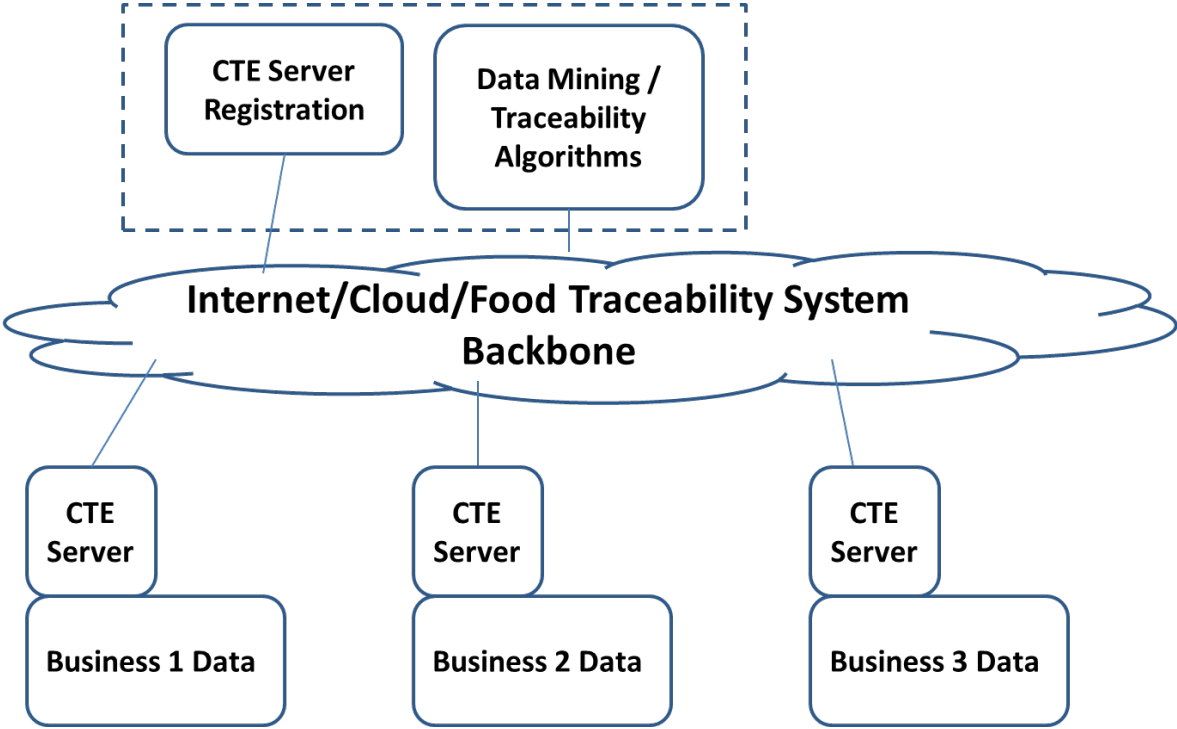 CTE Server
Registration
Data Mining /
Traceability
Algorithms
Internet/Cloud/Food Traceability System
Backbone
CTE
Server
Business 1 Data
CTE
Server
Business 2 Data
CTE
Server
Business 3 Data